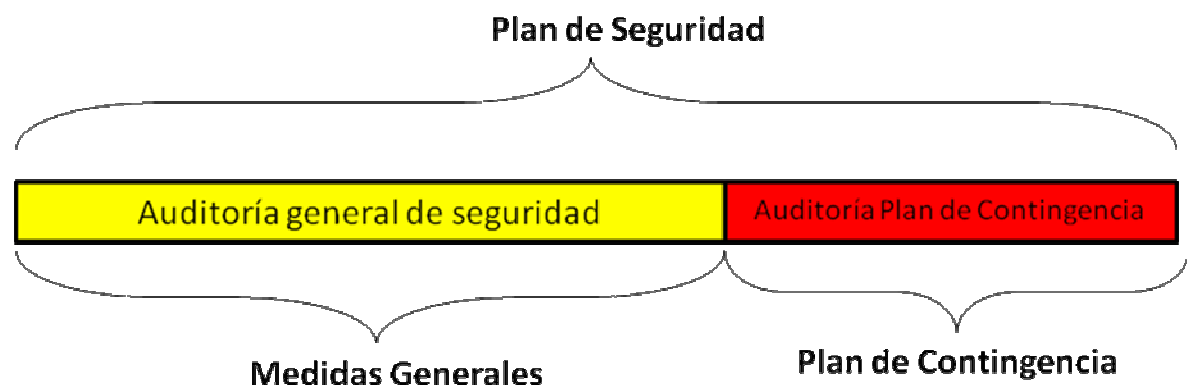 Plan de Seguridad
Auditoría general de seguridad
Auditoría Plan de Contingencia
Medidas Generales
Plan de Contingencia